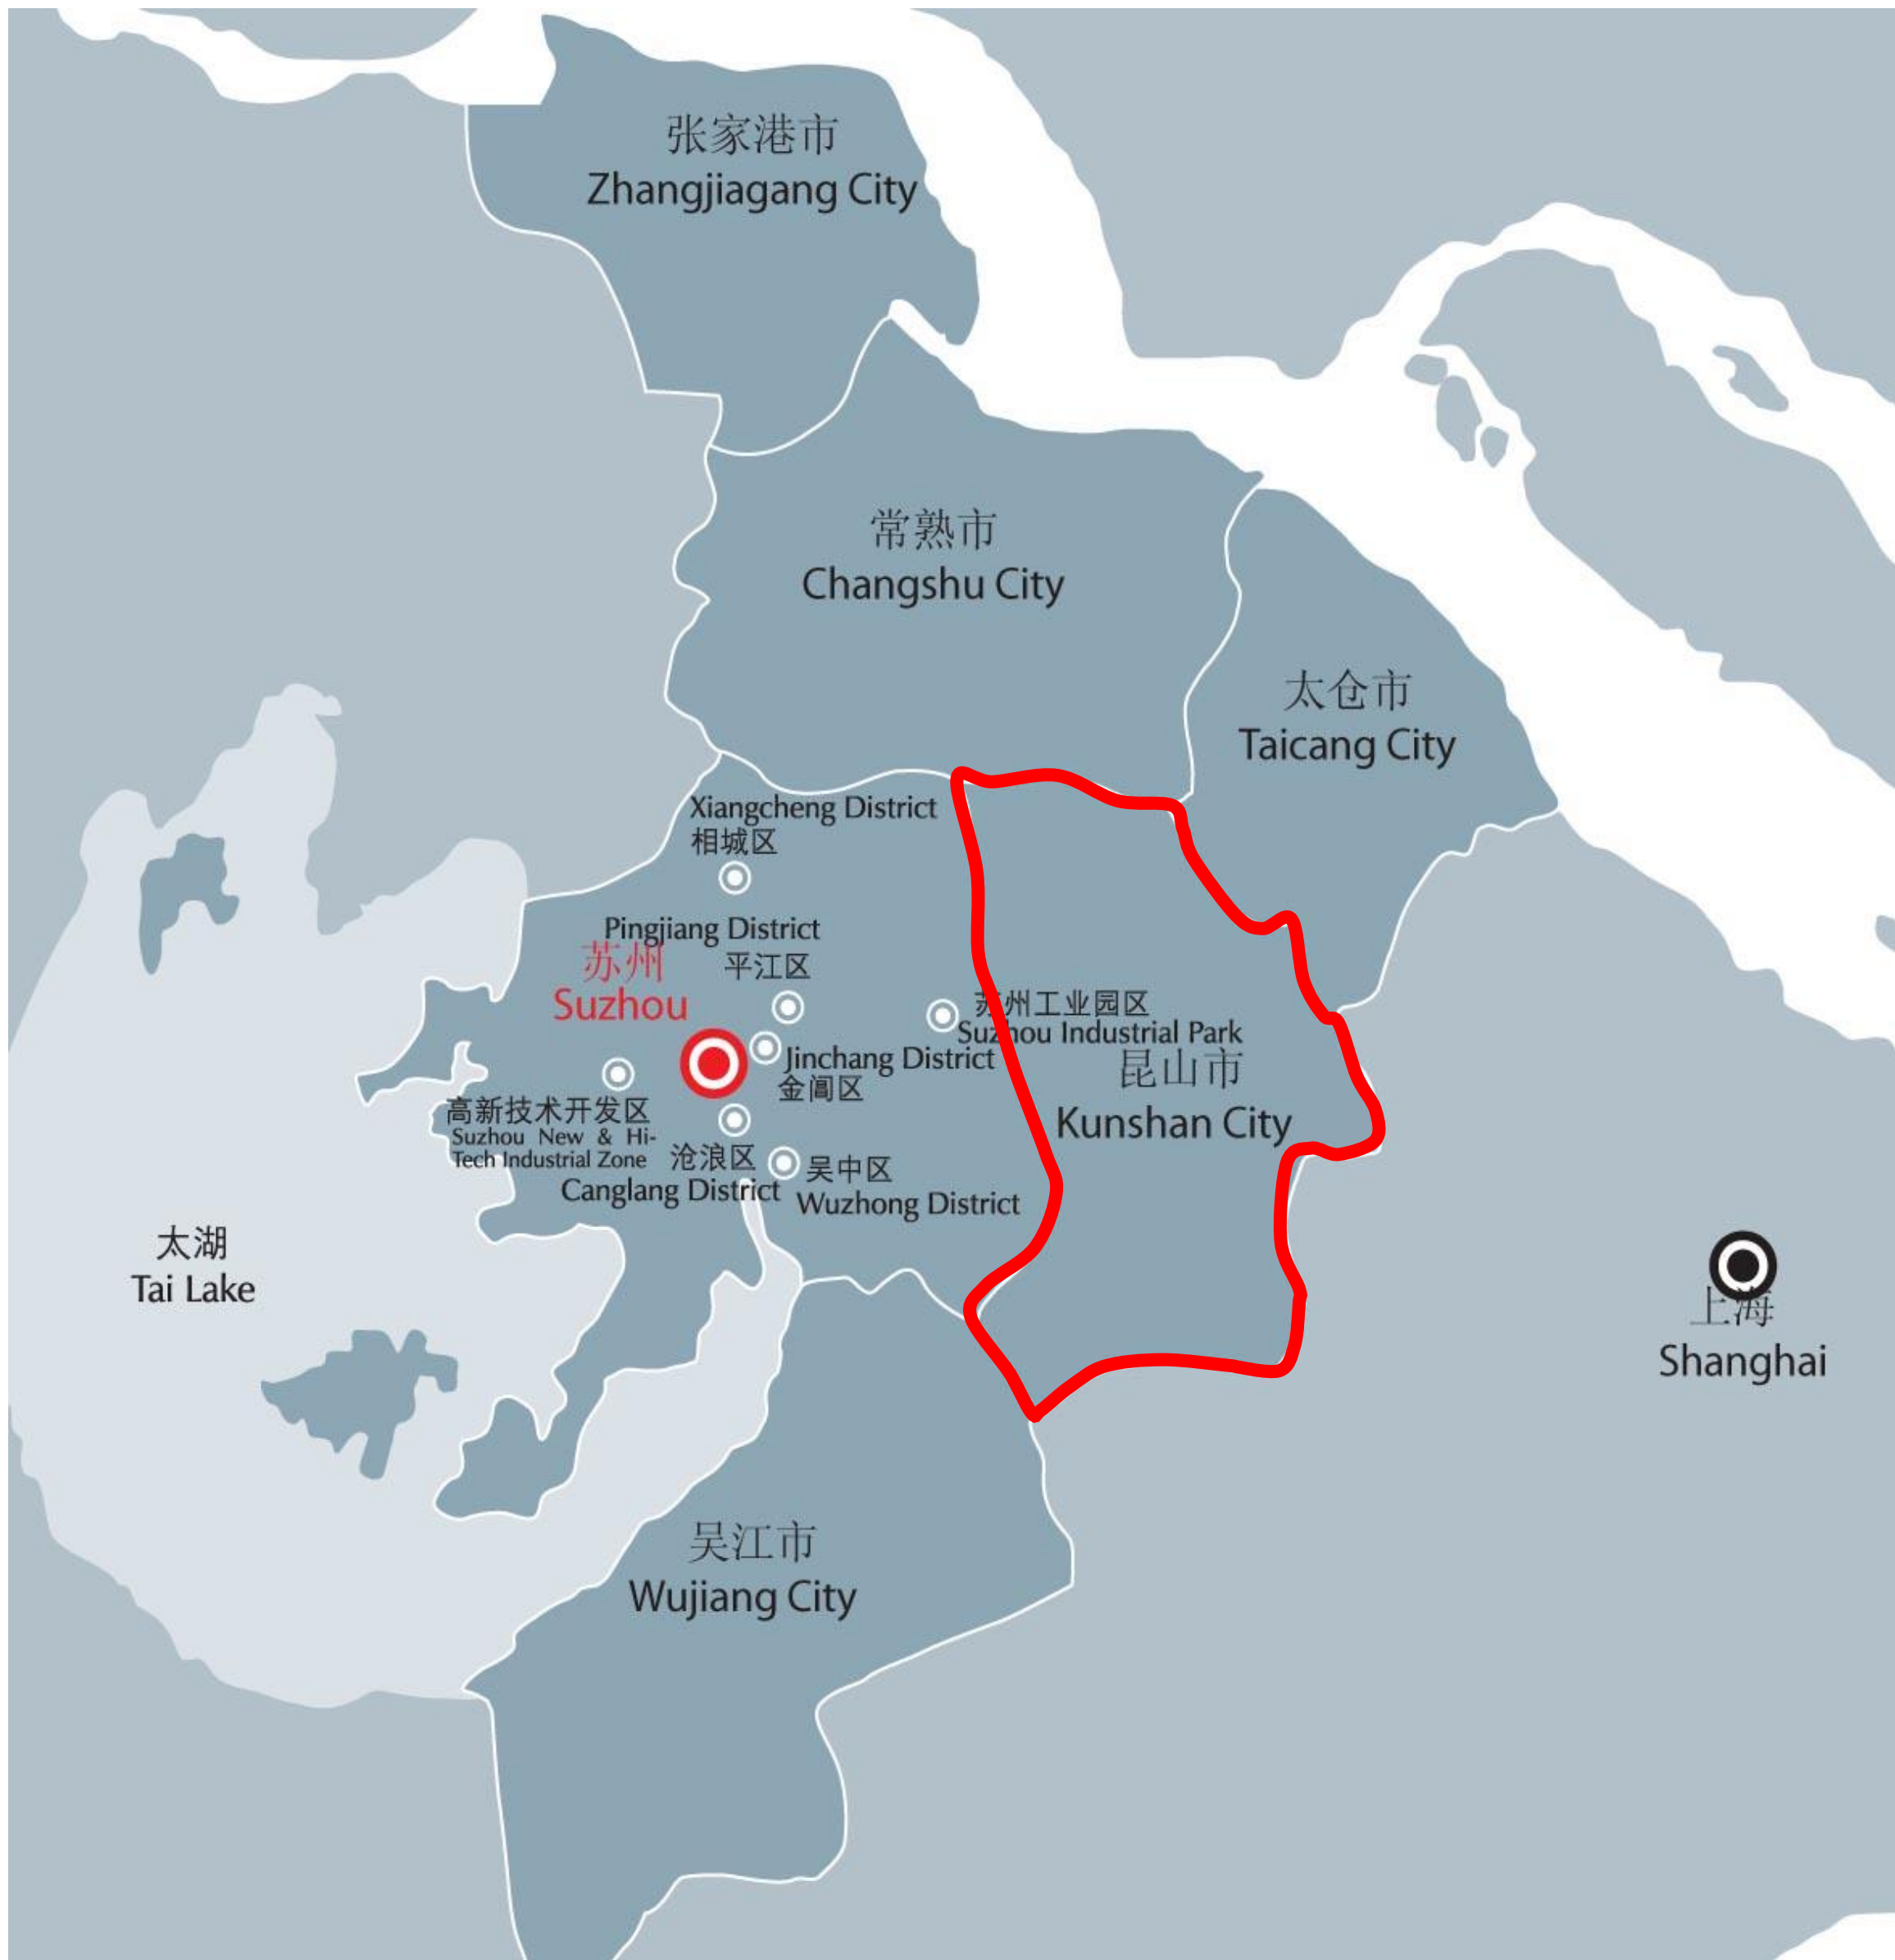 张家港市
Zhangjiagang City
常熟市
Changshu City
太仓市
Taicang City
Xiangcheng District
相城区
Pingjiang District
平江区
苏州
Suzhou
苏州工业园区
Suzhou Industrial Park
Jinchang District
金阊区
昆山市
Kunshan City
高新技术开发区
Suzhou New & Hi-
Tech Industrial Zone
沧浪区
Canglang District
吴中区
Wuzhong District
太湖
Tai Lake
上海
Shanghai
吴江市
Wujiang City